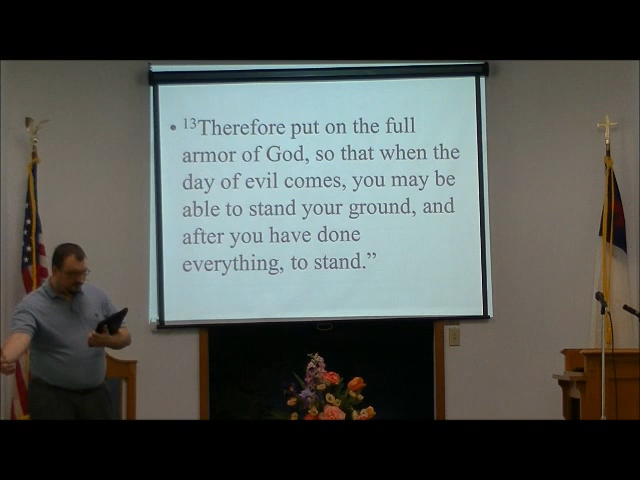 • 13Therefore put on the full
armor of God, so that when the
day of evil comes, you may be
able to stand your ground, and
after you have done
everything, to stand.”